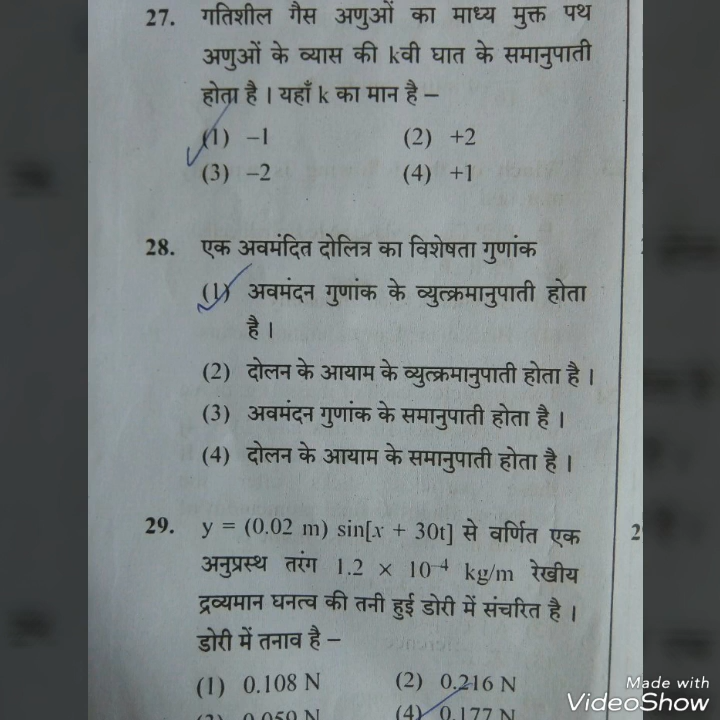 27. गतिशील गैस अणुओं का माध्य मुक्त पथ
अणुओं के व्यास की kवी घात के समानुपाती
होता है । यहाँ k का मान है –
(1) –1 (2) +2
(3) –2 (4) +1
28. एक अवमंदित दोलित्र का विशेषता गुणांक
(1) अवमंदन गुणांक के व्युत्क्रमानुपाती होता
है ।
(2) दोलन के आयाम के व्युत्क्रमानुपाती होता है ।
(3) अवमंदन गुणांक के समानुपाती होता है ।
(4) दोलन के आयाम के समानुपाती होता है ।
29. y = (0.02 m) sin[x + 30t] से वर्णित एक
अनुप्रस्थ तरंग 1.2 × 10⁻⁴ kg/m रेखीय
द्रव्यमान घनत्व की तनी हुई डोरी में संचरित है ।
डोरी में तनाव है –
(1) 0.108 N (2) 0.216 N
(4) 0.177 N
Made with
VideoShow